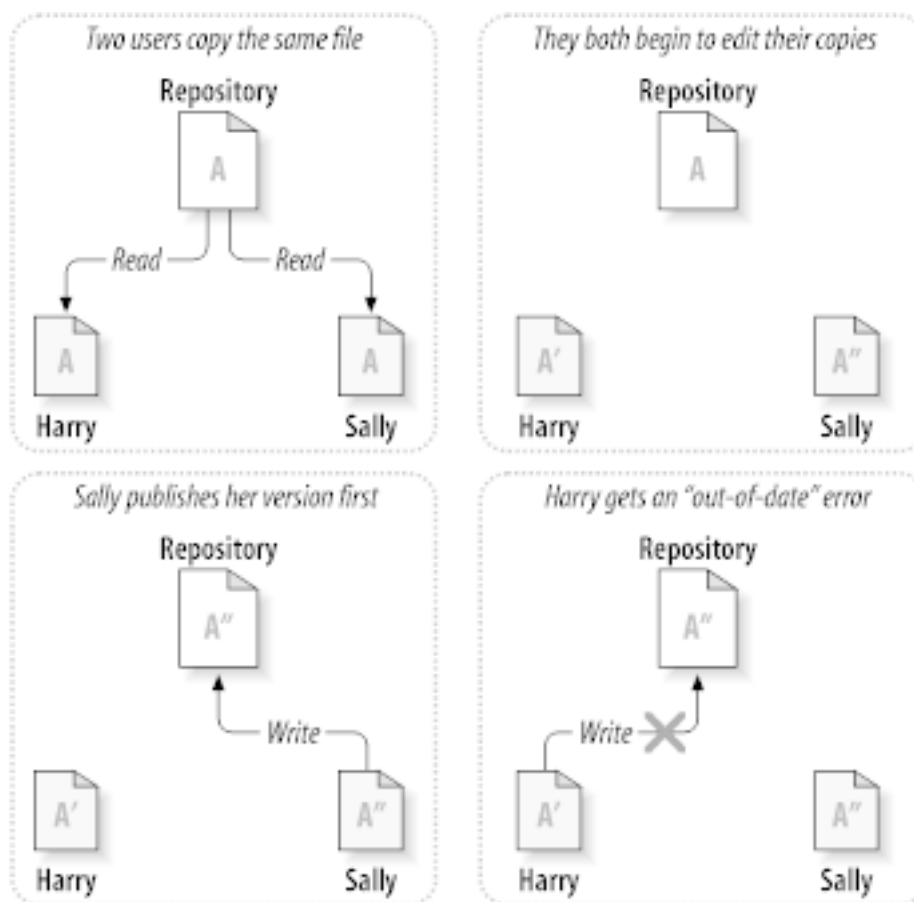 Two users copy the same file
Repository
A
Read
Read
A
A
Harry
Sally
They both begin to edit their copies
Repository
A
A′
A″
Harry
Sally
Sally publishes her version first
Repository
A″
Write
A′
A″
Harry
Sally
Harry gets an “out-of-date” error
Repository
A″
Write
A′
A″
Harry
Sally